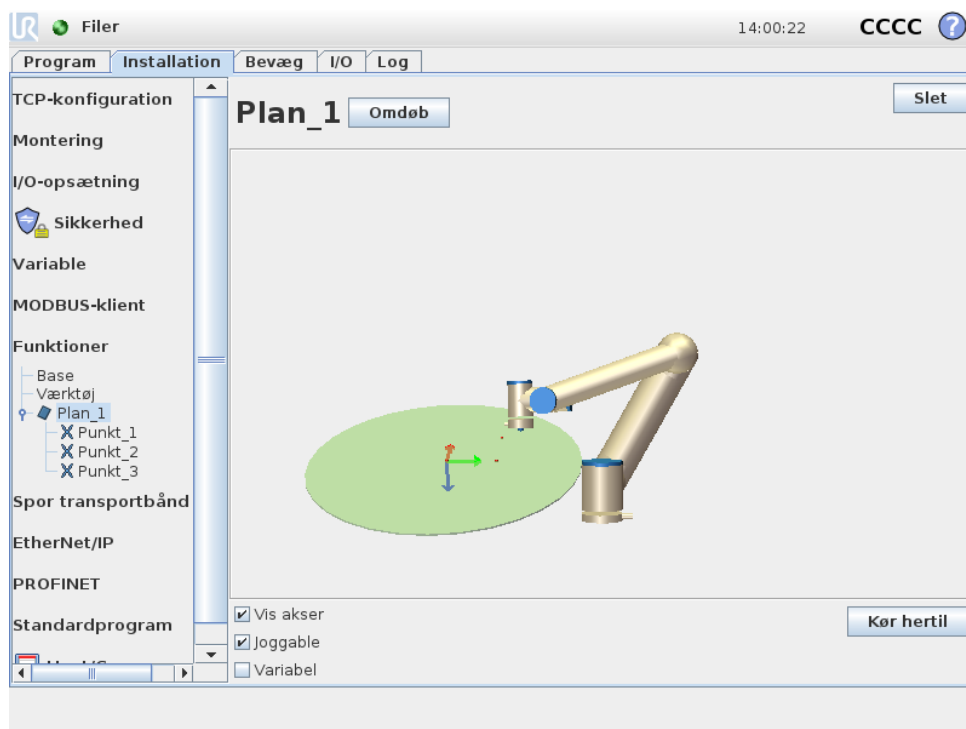 UR Filer 14:00:22 CCCC ?
Program Installation Bevæg I/O Log
TCP-konfiguration
Montering
I/O-opsætning
Sikkerhed
Variable
MODBUS-klient
Funktioner
Base
Værktøj
Plan_1
Punkt_1
Punkt_2
Punkt_3
Spor transportbånd
EtherNet/IP
PROFINET
Standardprogram
Plan_1 Omdøb Slet
Vis akser
Joggable
Variabel
Kør hertil